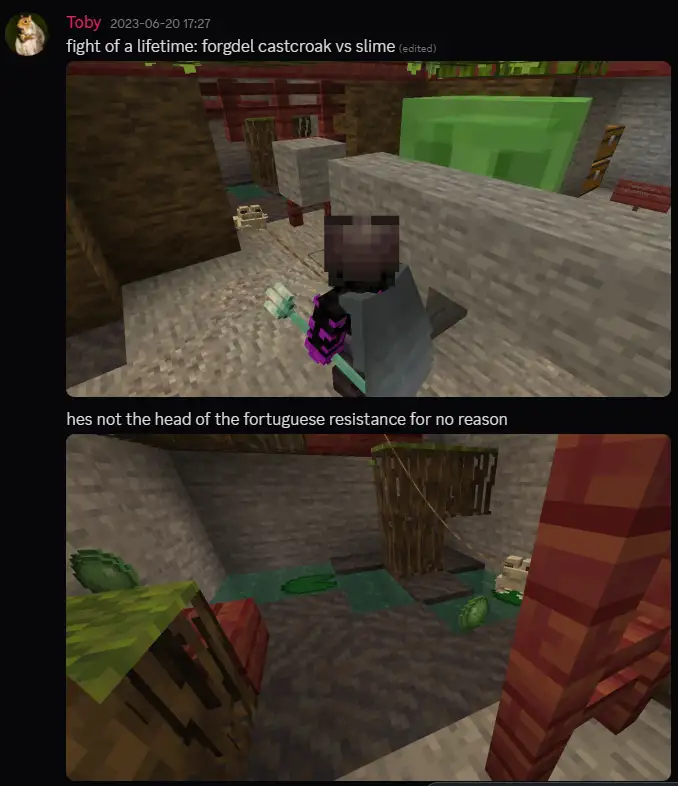 Toby 2023-06-20 17:27
fight of a lifetime: forgdel castcroak vs slime (edited)
hes not the head of the fortuguese resistance for no reason